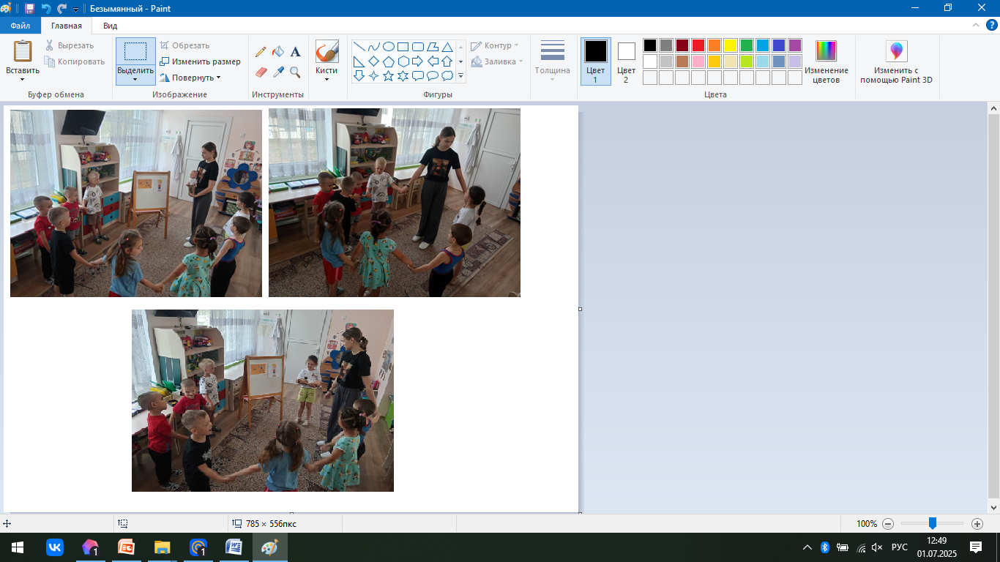 Безымянный - Paint
Файл
Главная
Вид
Вставить
Вырезать
Копировать
Буфер обмена
Выделить
Обрезать
Изменить размер
Повернуть
Изображение
A
Инструменты
Кисти
Контур
Заливка
Фигуры
Толщина
Цвет
1
Цвет
2
Изменение
цветов
Цвета
Изменить с
помощью Paint 3D
785 × 556пкс
100%
1
1
РУС
12:49
01.07.2025